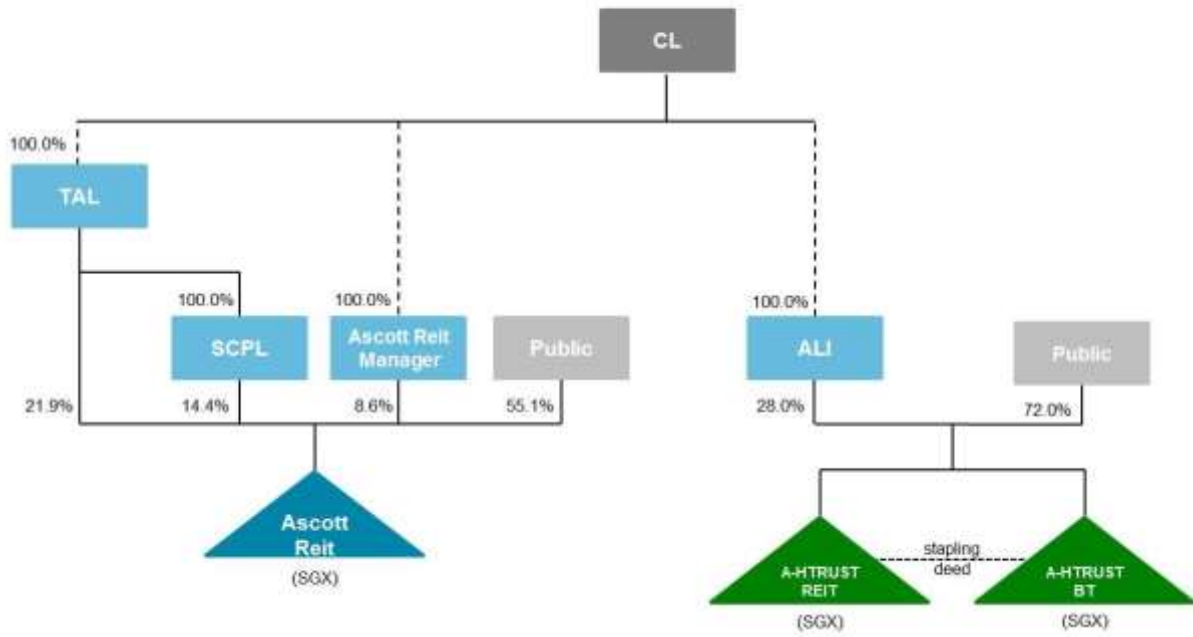 CL
100.0%
TAL
100.0%
100.0%
100.0%
SCPL
Ascott Reit
Manager
Public
ALI
Public
21.9%
14.4%
8.6%
55.1%
28.0%
72.0%
Ascott
Reit
(SGX)
stapling
deed
A-HTRUST
REIT
A-HTRUST
BT
(SGX)
(SGX)